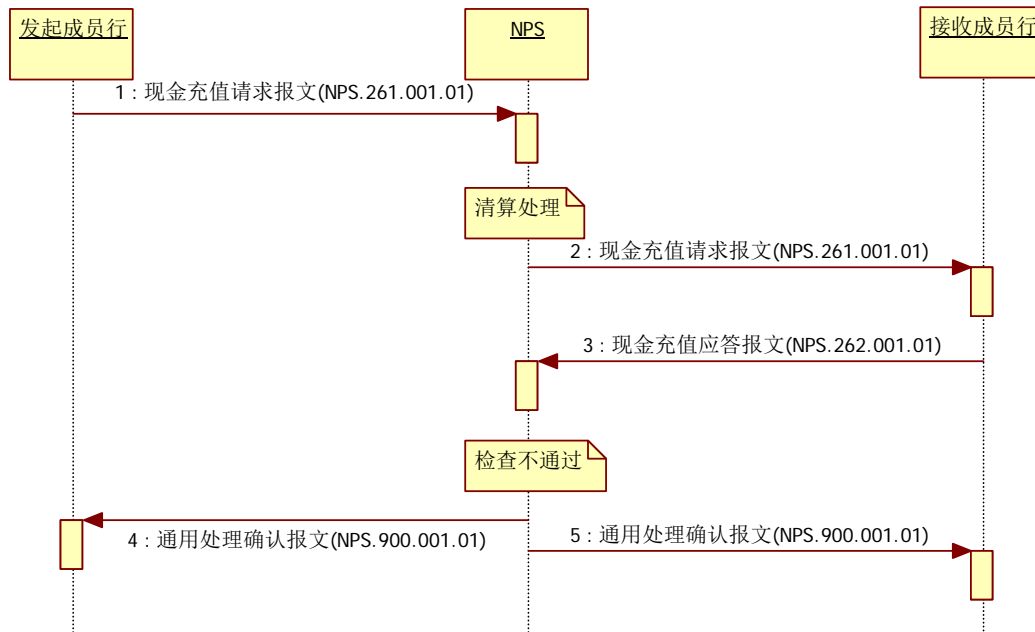 发起成员行
NPS
接收成员行
1 : 现金充值请求报文(NPS.261.001.01)
清算处理
2 : 现金充值请求报文(NPS.261.001.01)
3 : 现金充值应答报文(NPS.262.001.01)
检查不通过
4 : 通用处理确认报文(NPS.900.001.01)
5 : 通用处理确认报文(NPS.900.001.01)